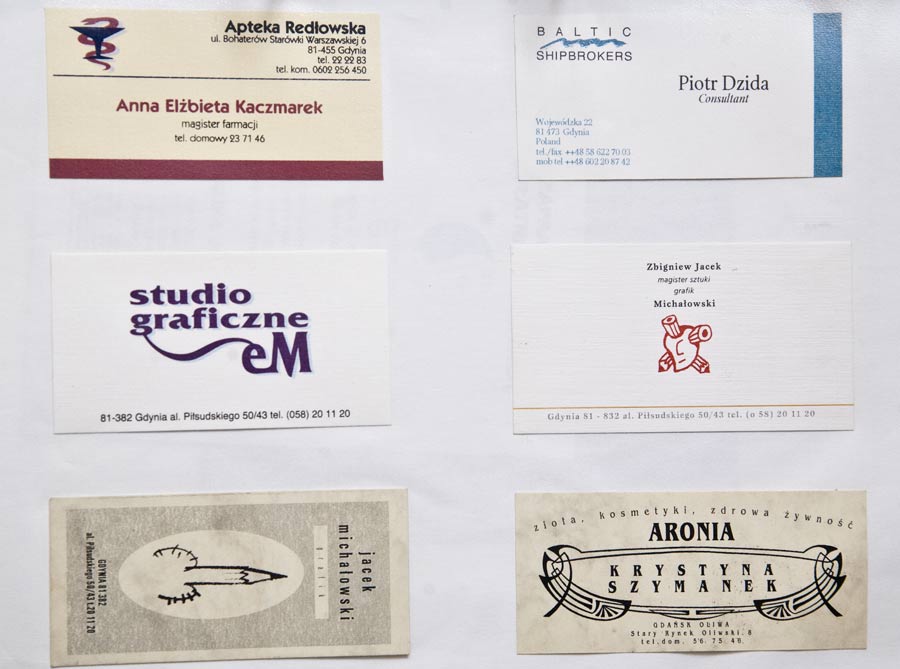 Apteka Redłowska
ul. Bohaterów Starówki Warszawskiej 6
81-455 Gdynia
tel. 22 22 83
tel. kom. 0602 256 450
Anna Elżbieta Kaczmarek
magister farmacji
tel. domowy 23 71 46
BALTIC
SHIPBROKERS
Piotr Dzida
Consultant
Wojewódzka 22
81 473 Gdynia
Poland
tel./fax ++48 58 622 70 03
mob tel ++48 602 20 87 42
studio
graficzne
eM
81-382 Gdynia al. Piłsudskiego 50/43 tel. (058) 20 11 20
Zbigniew Jacek
magister sztuki
grafik
Michałowski
Gdynia 81 - 832 al. Piłsudskiego 50/43 tel. (o 58) 20 11 20
jacek
michałowski
grafik
GDYNIA 81 382
al. Piłsudskiego 50/43 t.20 11 20
zioła, kosmetyki, zdrowa żywność
ARONIA
KRYSTYNA
SZYMANEK
GDAŃSK OLIWA
Stary Rynek Oliwski 8
tel.dom. 56 75 48